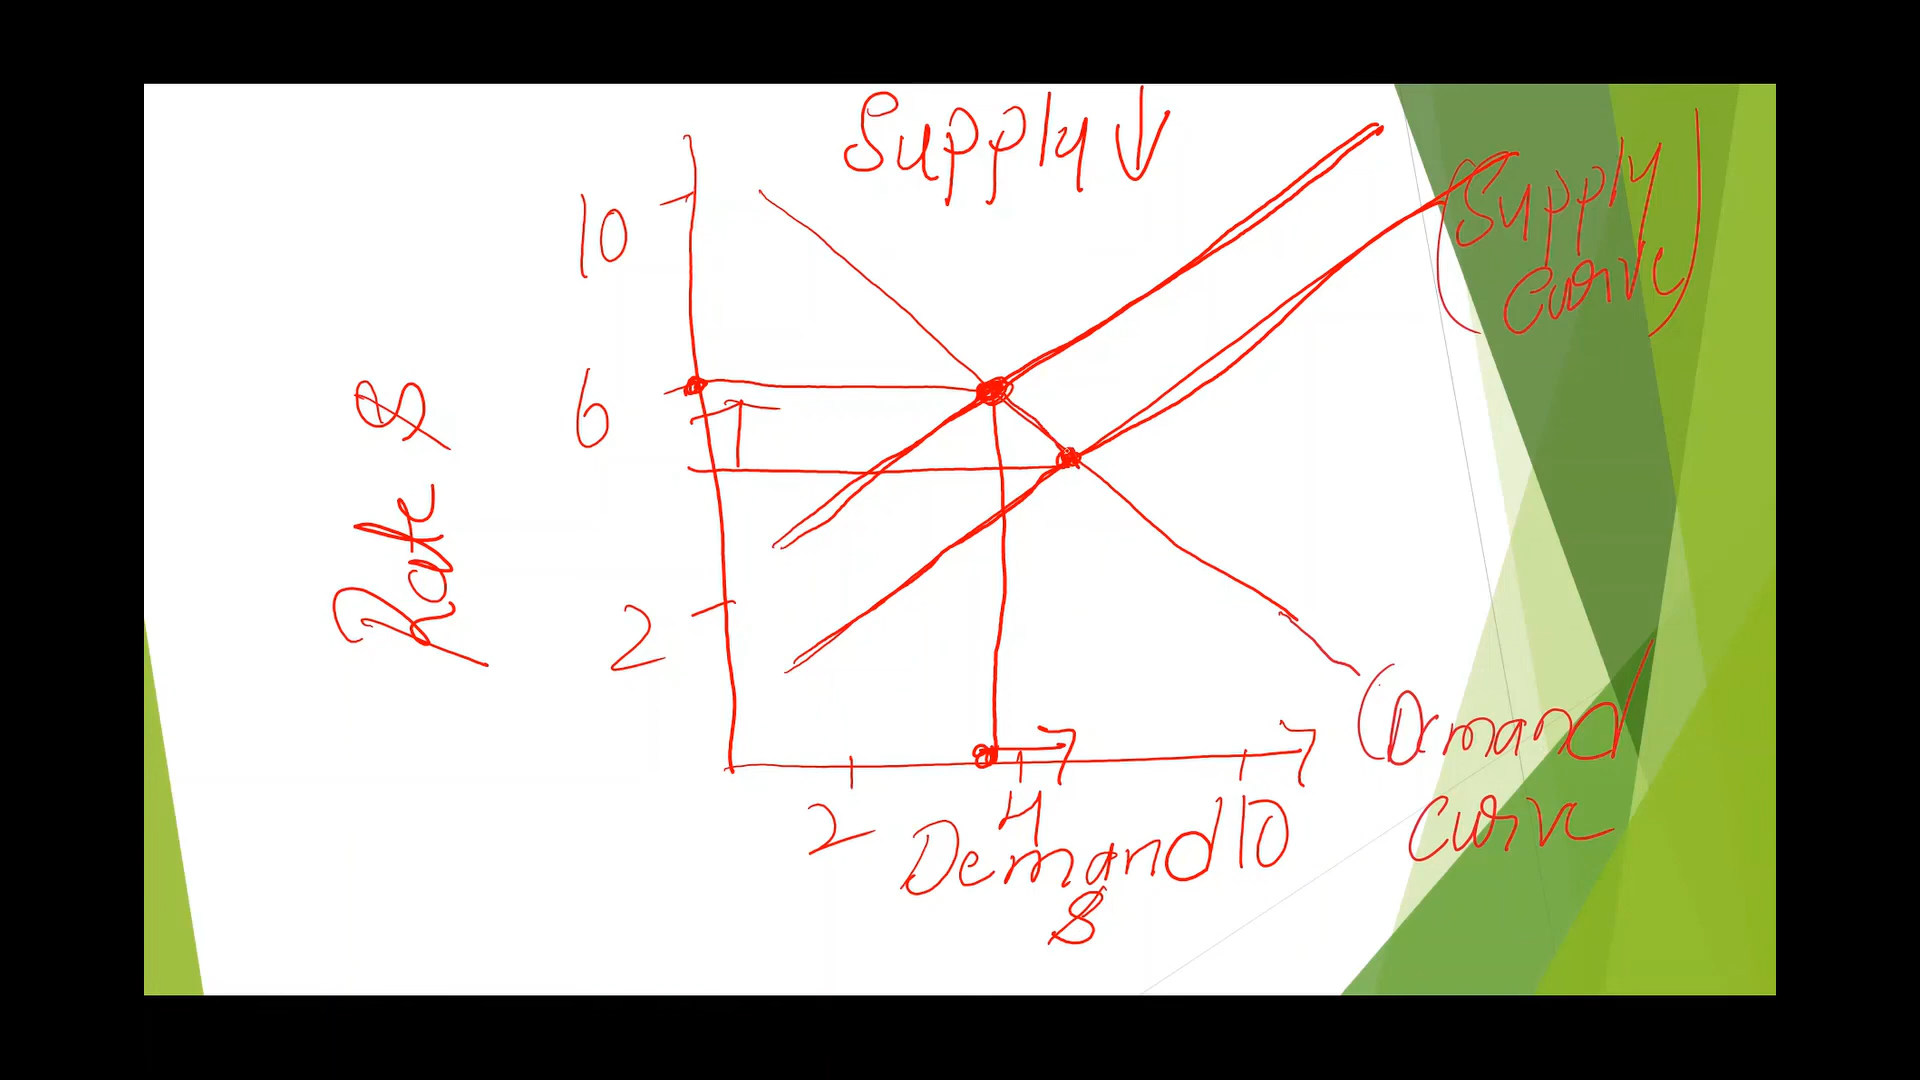 Supply ↓
(Supply
curve)
10
6
Rate $
2
(Demand
curve
2 4 10
Demand
$